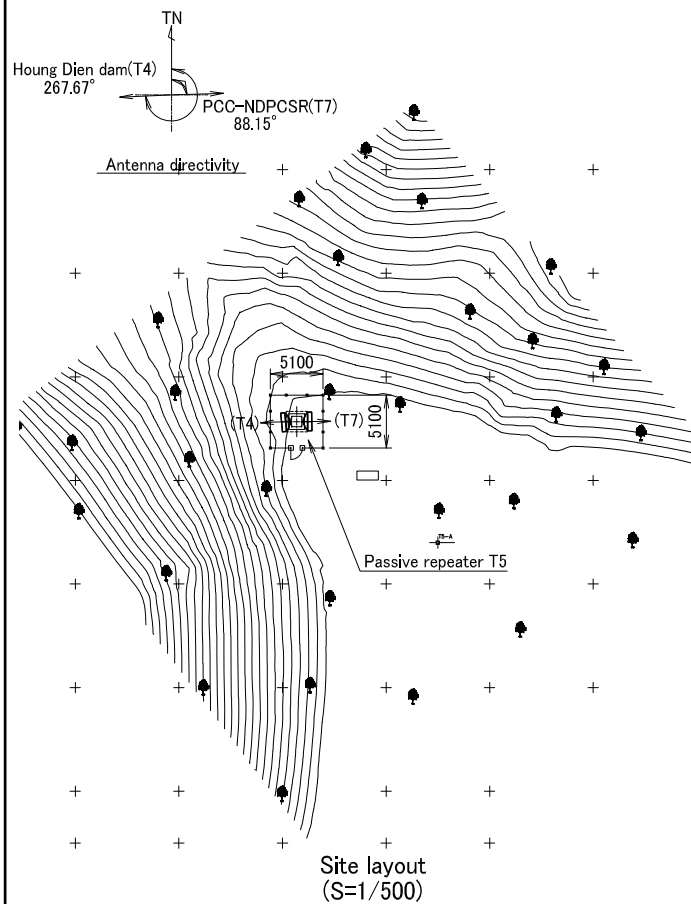 TN
Houng Dien dam(T4)
267.67°
PCC-NDPCSR(T7)
88.15°
Antenna directivity
5100
(T4)
(T7)
5100
T5-A
Passive repeater T5
Site layout
(S=1/500)